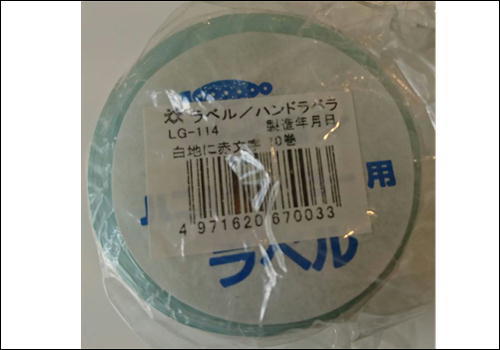 ラベル／ハンドラベラ
LG-114 製造年月日
白地に赤文字 10巻
用
4 971620 670033
ラベル